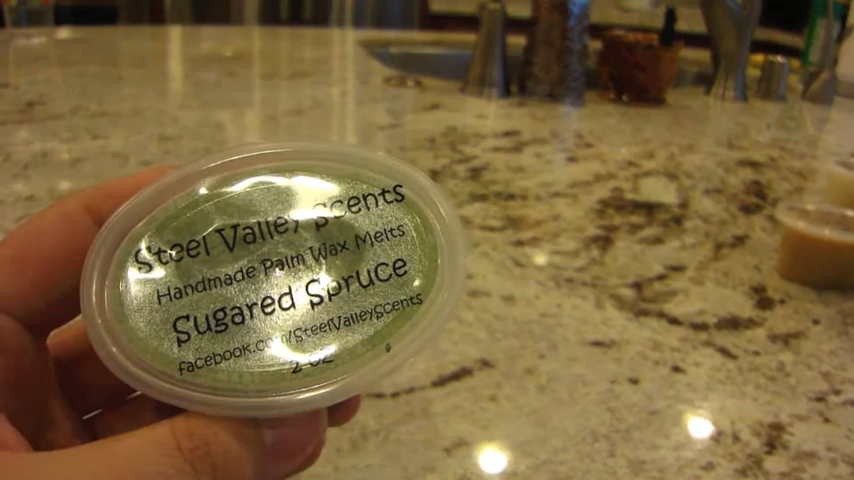 Steel Valley Scents
Handmade Palm Wax Melts
Sugared Spruce
facebook.com/SteelValleyScents
2 oz